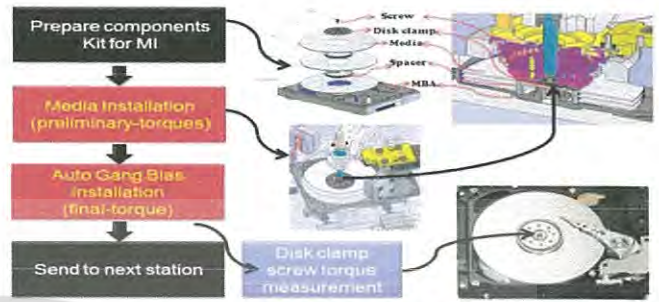 Prepare components
Kit for MI
Media Installation
(preliminary-torques)
Auto Gang Bias
Installation
(final-torque)
Send to next station
Disk clamp
screw torque
measurement
Screw
Disk clamp
Media
Spacer
MBA